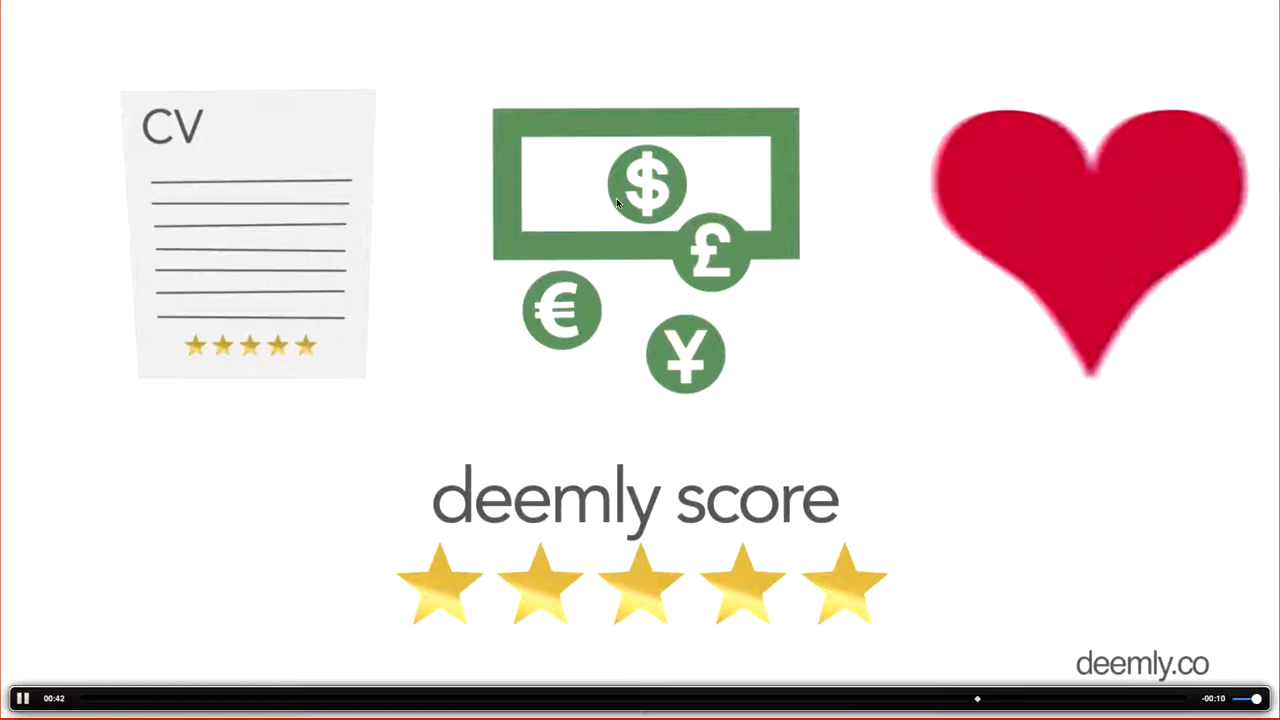 CV
$
£
€
¥
deemly score
deemly.co
00:42
-00:10